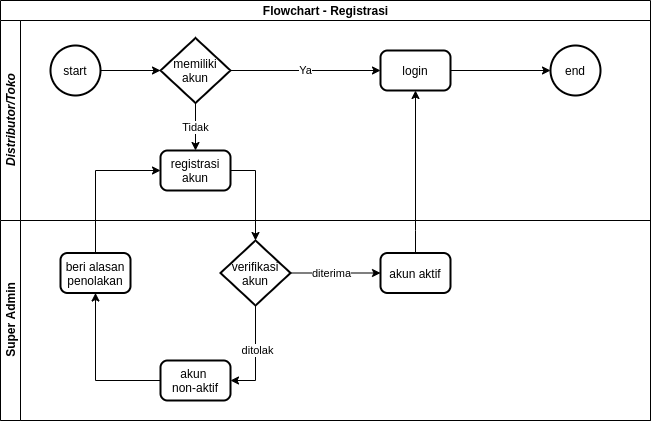 Flowchart - Registrasi
Distributor/Toko
start
memiliki
akun
Ya
login
end
Tidak
registrasi
akun
Super Admin
beri alasan
penolakan
verifikasi
akun
diterima
akun aktif
ditolak
akun
non-aktif